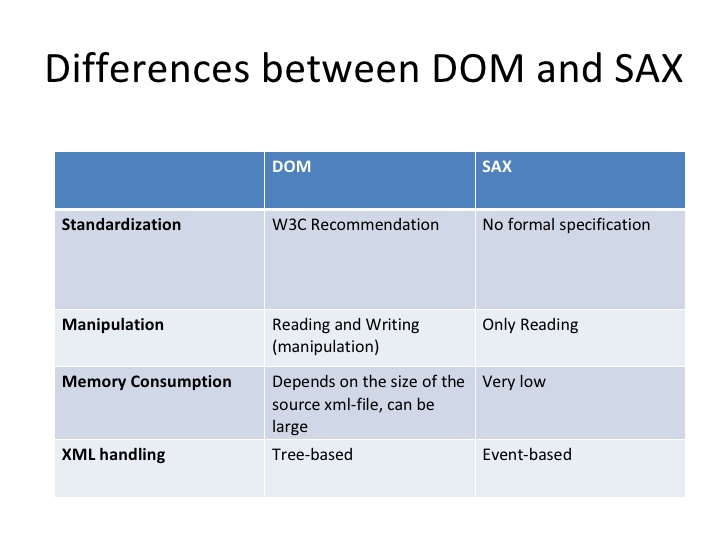 Differences between DOM and SAX
DOM SAX
Standardization W3C Recommendation No formal specification
Manipulation Reading and Writing Only Reading
(manipulation)
Memory Consumption Depends on the size of the Very low
source xml-file, can be
large
XML handling Tree-based Event-based